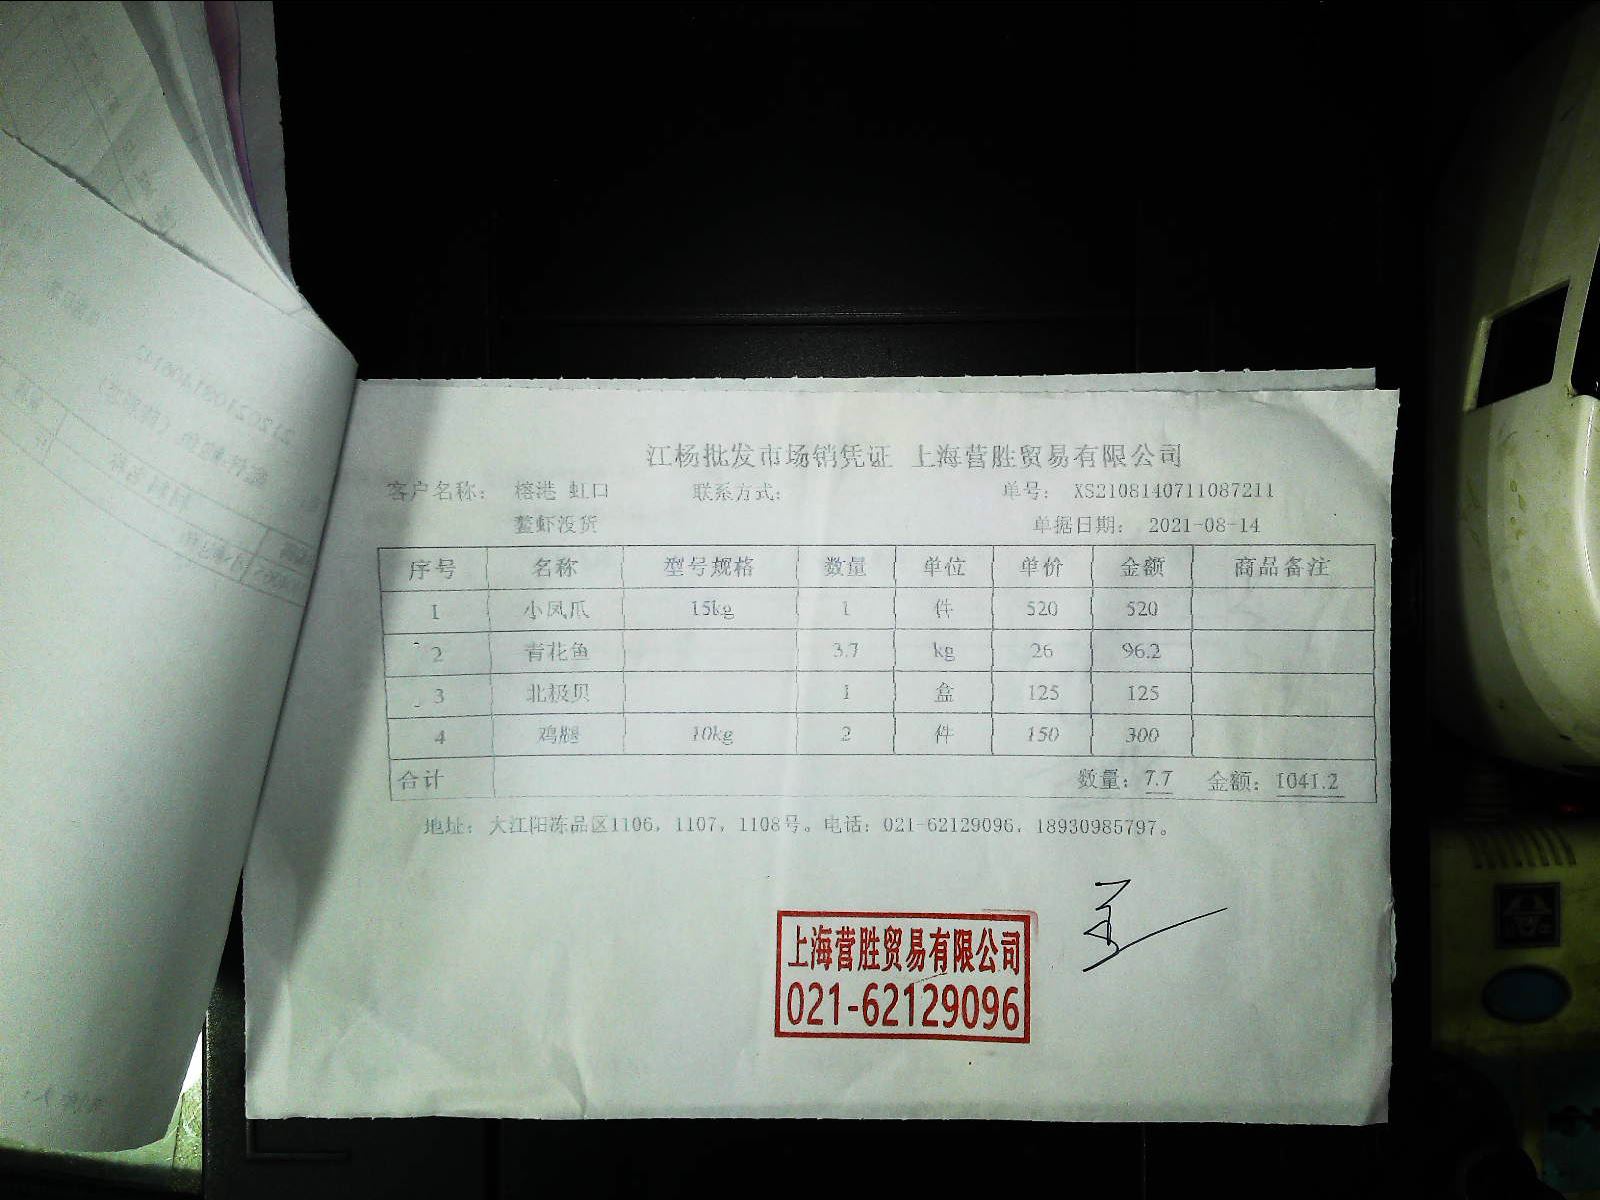 江杨批发市场销凭证 上海营胜贸易有限公司
客户名称： 榕港 虹口 联系方式： 单号： XS2108140711087211
螯虾没货 单据日期： 2021-08-14
序号 名称 型号规格 数量 单位 单价 金额 商品备注
1 小凤爪 15kg 1 件 520 520
2 青花鱼 3.7 kg 26 96.2
3 北极贝 1 盒 125 125
4 鸡腿 10kg 2 件 150 300
合计 数量：7.7 金额：1041.2
地址：大江阳冻品区1106，1107，1108号。电话：021-62129096，18930985797。
上海营胜贸易有限公司
021-62129096